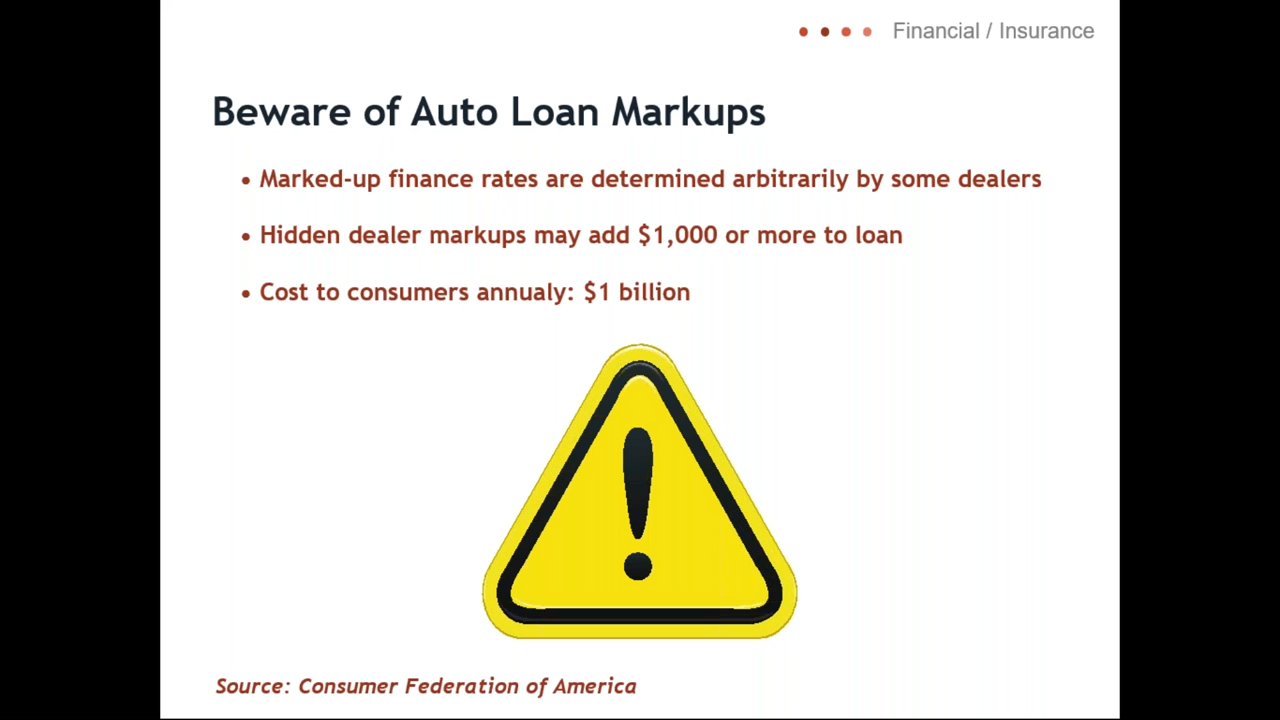 Financial / Insurance
Beware of Auto Loan Markups
• Marked-up finance rates are determined arbitrarily by some dealers
• Hidden dealer markups may add $1,000 or more to loan
• Cost to consumers annualy: $1 billion
!
Source: Consumer Federation of America